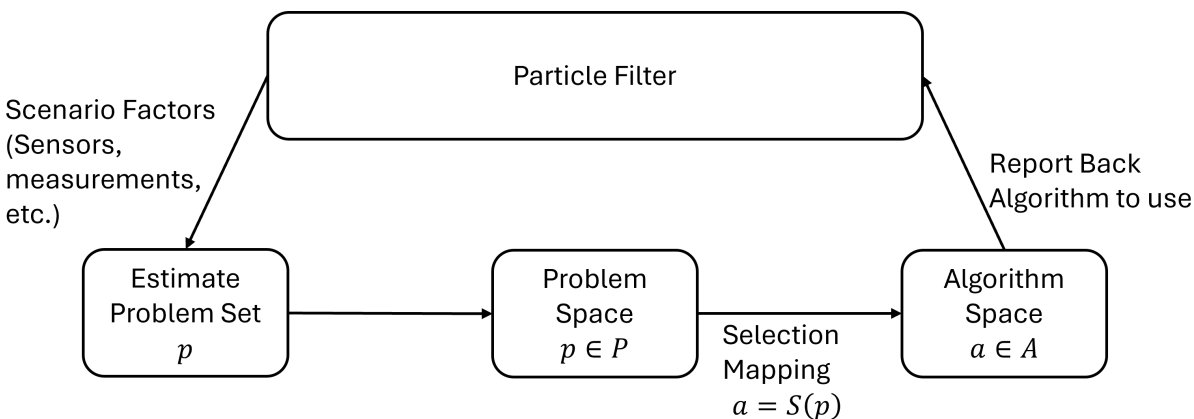 Particle Filter
Scenario Factors
(Sensors,
measurements,
etc.)
Report Back
Algorithm to use
Estimate
Problem Set
𝑝
Problem
Space
𝑝 ∈ 𝑃
Selection
Mapping
𝑎 = 𝑆(𝑝)
Algorithm
Space
𝑎 ∈ 𝐴